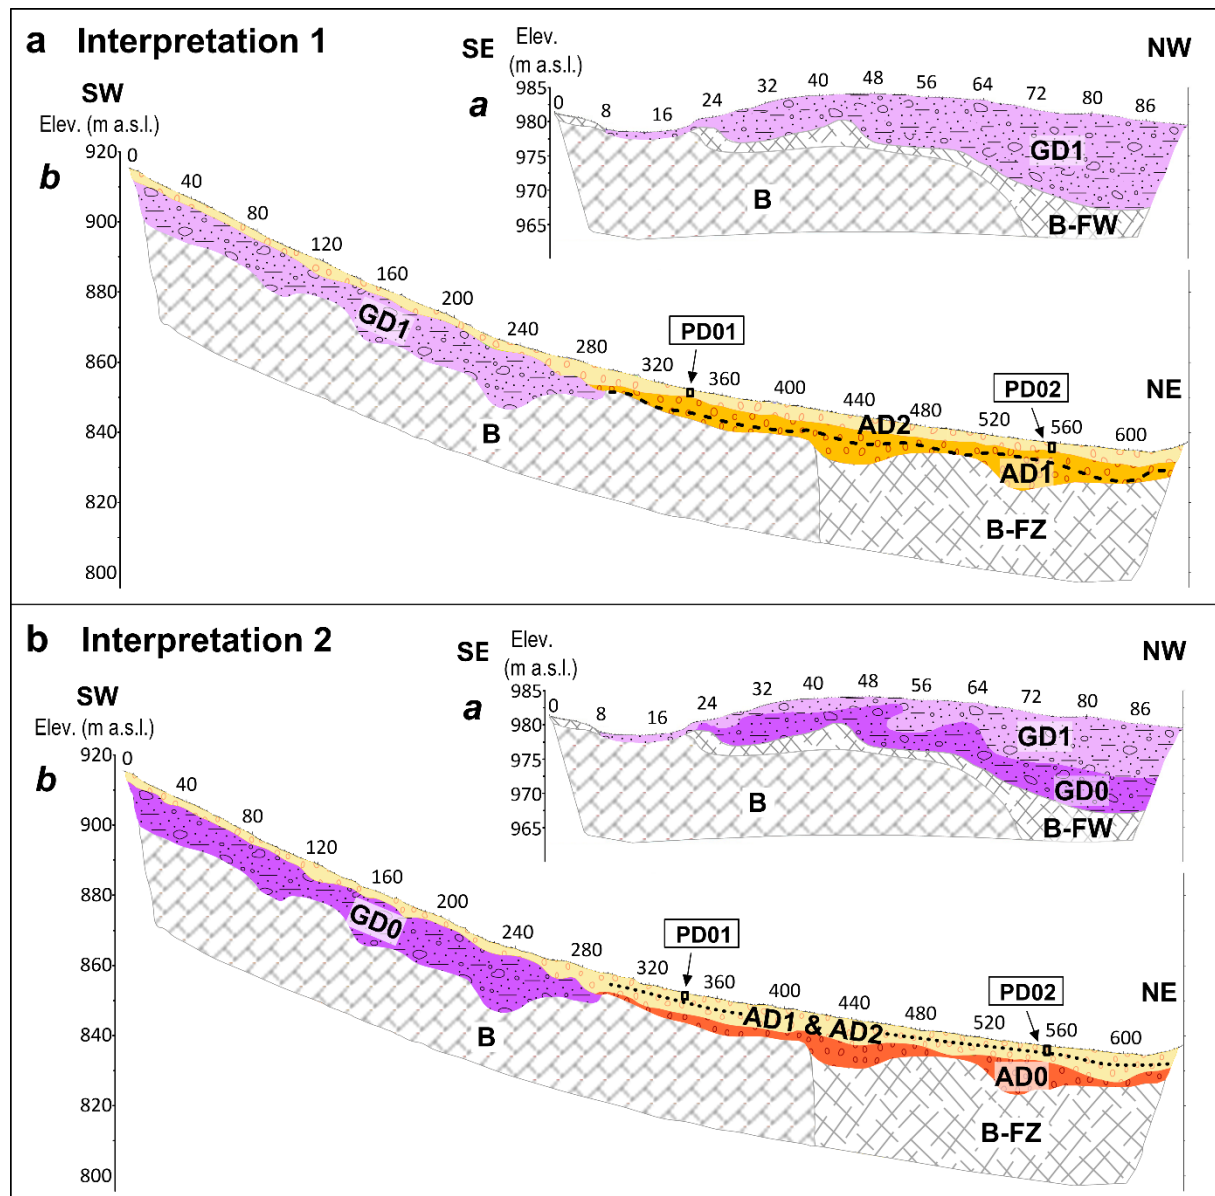 a Interpretation 1
SE
Elev.
(m a.s.l.)
NW
a
985
980
975
970
965
0 8 16 24 32 40 48 56 64 72 80 86
GD1
B
B-FW
SW
Elev. (m a.s.l.)
b
920
900
880
860
840
820
800
0 40 80 120 160 200 240 280 320 360 400 440 480 520 560 600
GD1
PD01
PD02
NE
AD2
AD1
B
B-FZ
b Interpretation 2
SE
Elev.
(m a.s.l.)
NW
a
985
980
975
970
965
0 8 16 24 32 40 48 56 64 72 80 86
GD1
GD0
B
B-FW
SW
Elev. (m a.s.l.)
b
920
900
880
860
840
820
800
0 40 80 120 160 200 240 280 320 360 400 440 480 520 560 600
GD0
PD01
PD02
NE
AD1 & AD2
AD0
B
B-FZ